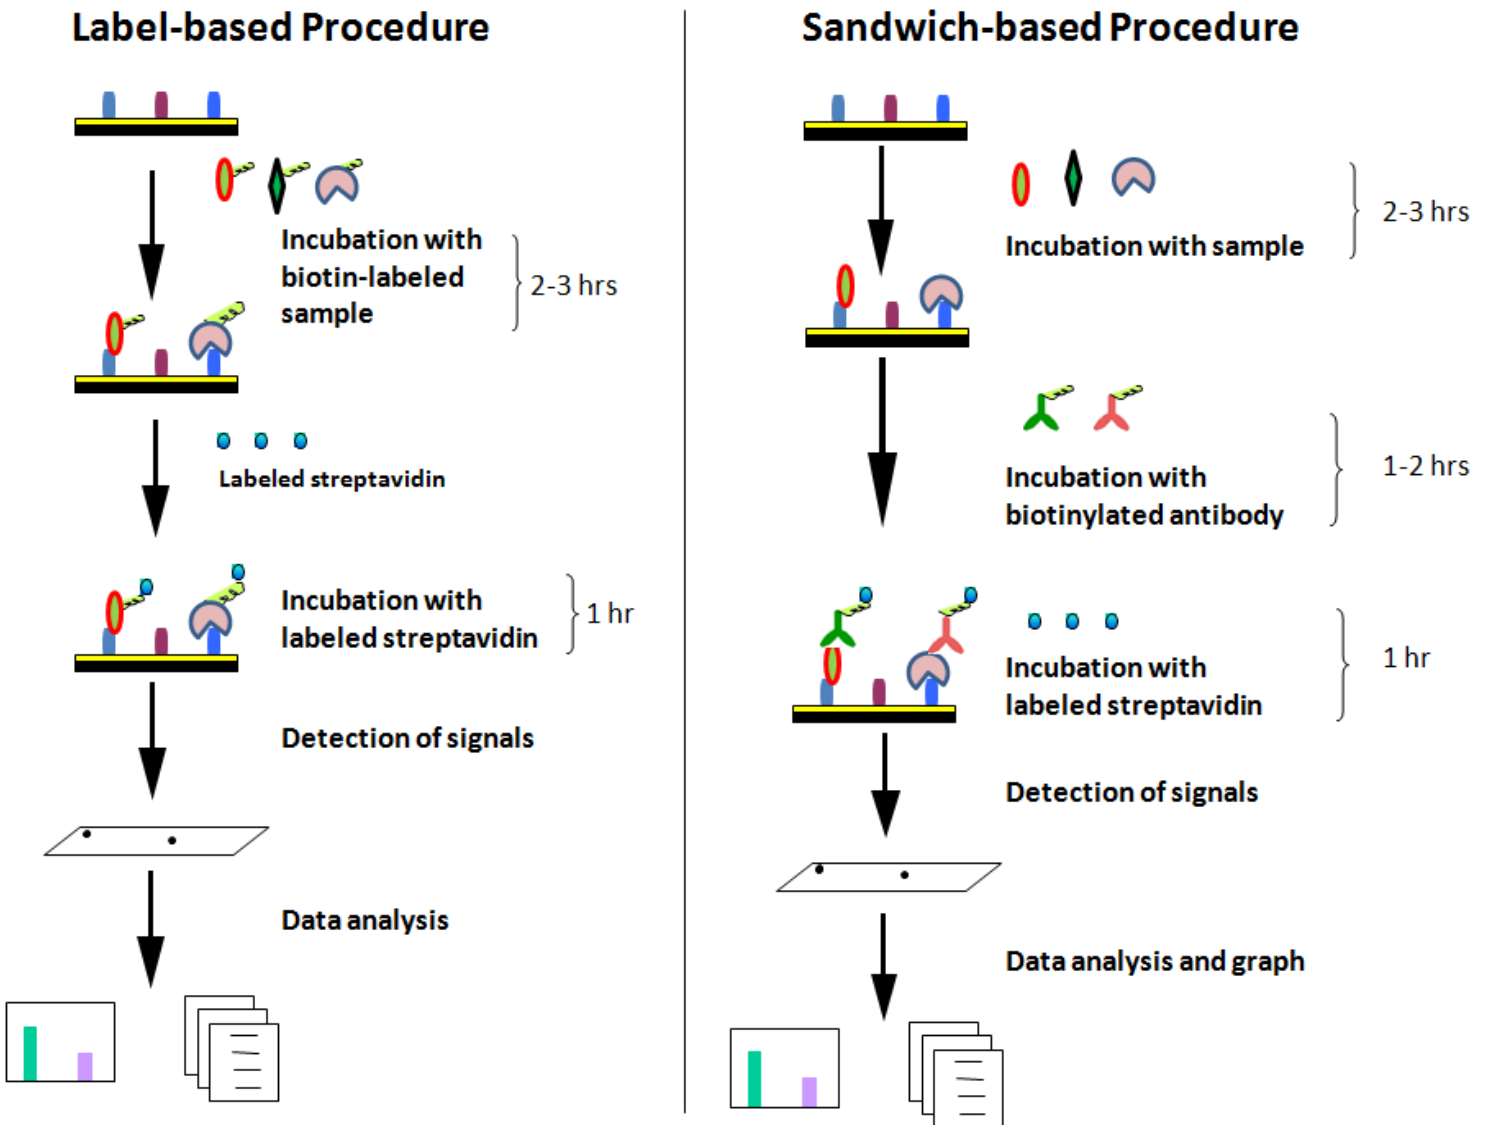 Label-based Procedure
Incubation with
biotin-labeled
sample
2-3 hrs
Labeled streptavidin
Incubation with
labeled streptavidin
1 hr
Detection of signals
Data analysis
Sandwich-based Procedure
Incubation with sample
2-3 hrs
Incubation with
biotinylated antibody
1-2 hrs
Incubation with
labeled streptavidin
1 hr
Detection of signals
Data analysis and graph